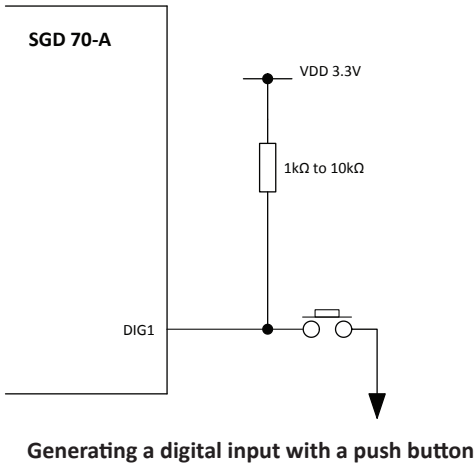 SGD 70-A
VDD 3.3V
1kΩ to 10kΩ
DIG1
Generating a digital input with a push button